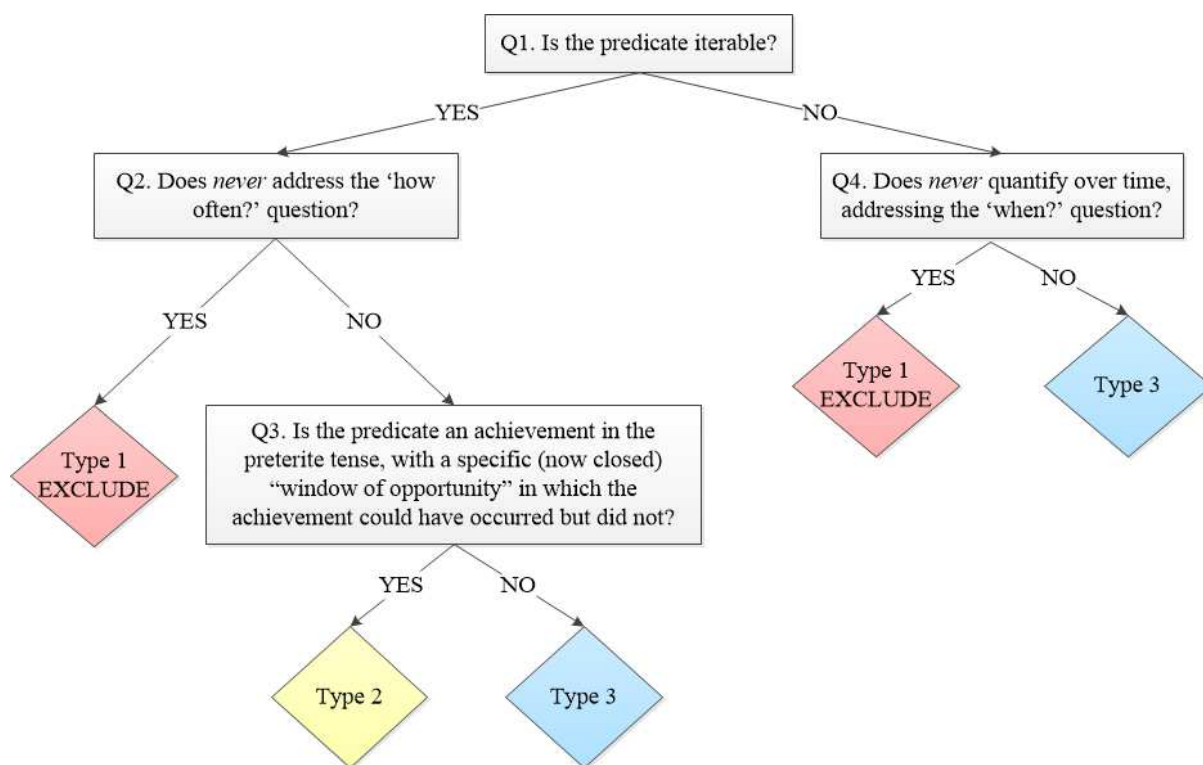 Q1. Is the predicate iterable?
YES
NO
Q2. Does never address the ‘how
often?’ question?
Q4. Does never quantify over time,
addressing the ‘when?’ question?
YES
NO
YES
NO
Type 1
EXCLUDE
Type 3
Q3. Is the predicate an achievement in the
preterite tense, with a specific (now closed)
“window of opportunity” in which the
achievement could have occurred but did not?
Type 1
EXCLUDE
YES
NO
Type 2
Type 3